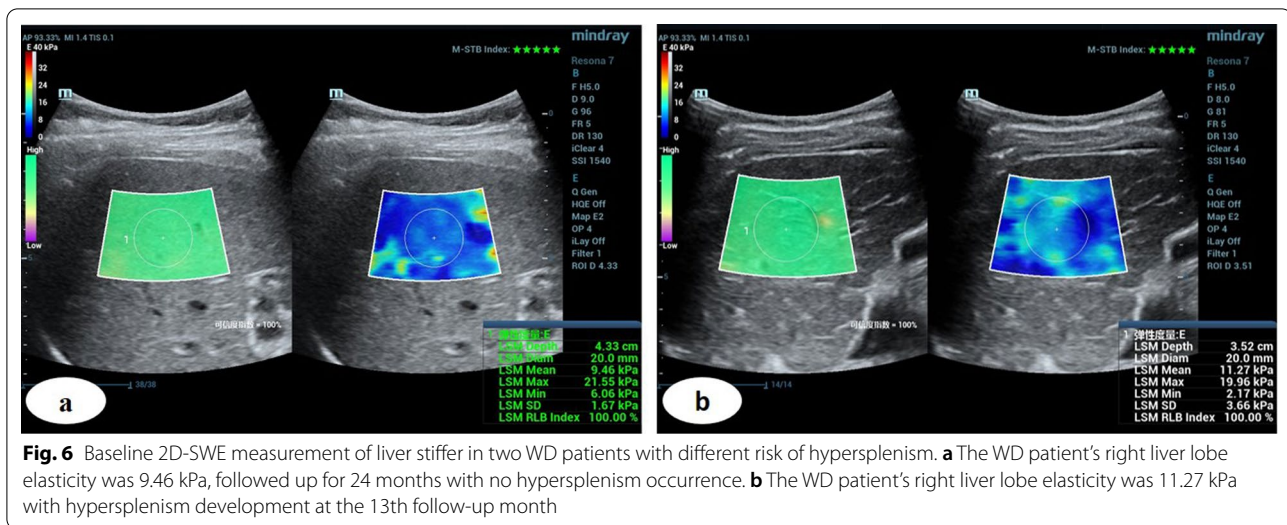 AP 93.33% MI 1.4 TIS 0.1
mindray
E 40 kPa
M-STB Index: ★★★★★
32
24
16
8
0
High
Low
m
1
0
5
Resona 7
B
F H5.0
D 9.0
G 96
FR 5
DR 130
iClear 4
SSI 1540
E
Q Gen
HQE Off
Map E2
OP 4
iLay Off
Filter 1
ROI D 4.33
可信度指数 = 100%
弹性度量:E
LSM Depth 4.33 cm
LSM Diam 20.0 mm
LSM Mean 9.46 kPa
LSM Max 21.55 kPa
LSM Min 6.06 kPa
LSM SD 1.67 kPa
LSM RLB Index 100.00 %
38/38
a
AP 93.33% MI 1.4 TIS 0.1
mindray
E 40 kPa
M-STB Index: ★★★★★
32
24
16
8
0
High
Low
m
1
0
5
Resona 7
B
F H5.0
D 8.0
G 81
FR 5
DR 130
iClear 4
SSI 1540
E
Q Gen
HQE Off
Map E2
OP 4
iLay Off
Filter 1
ROI D 3.51
可信度指数 = 100%
1 弹性度量:E
LSM Depth 3.52 cm
LSM Diam 20.0 mm
LSM Mean 11.27 kPa
LSM Max 19.96 kPa
LSM Min 2.17 kPa
LSM SD 3.66 kPa
LSM RLB Index 100.00 %
14/14
b
Fig. 6 Baseline 2D-SWE measurement of liver stiffer in two WD patients with different risk of hypersplenism. a The WD patient's right liver lobe
elasticity was 9.46 kPa, followed up for 24 months with no hypersplenism occurrence. b The WD patient's right liver lobe elasticity was 11.27 kPa
with hypersplenism development at the 13th follow-up month